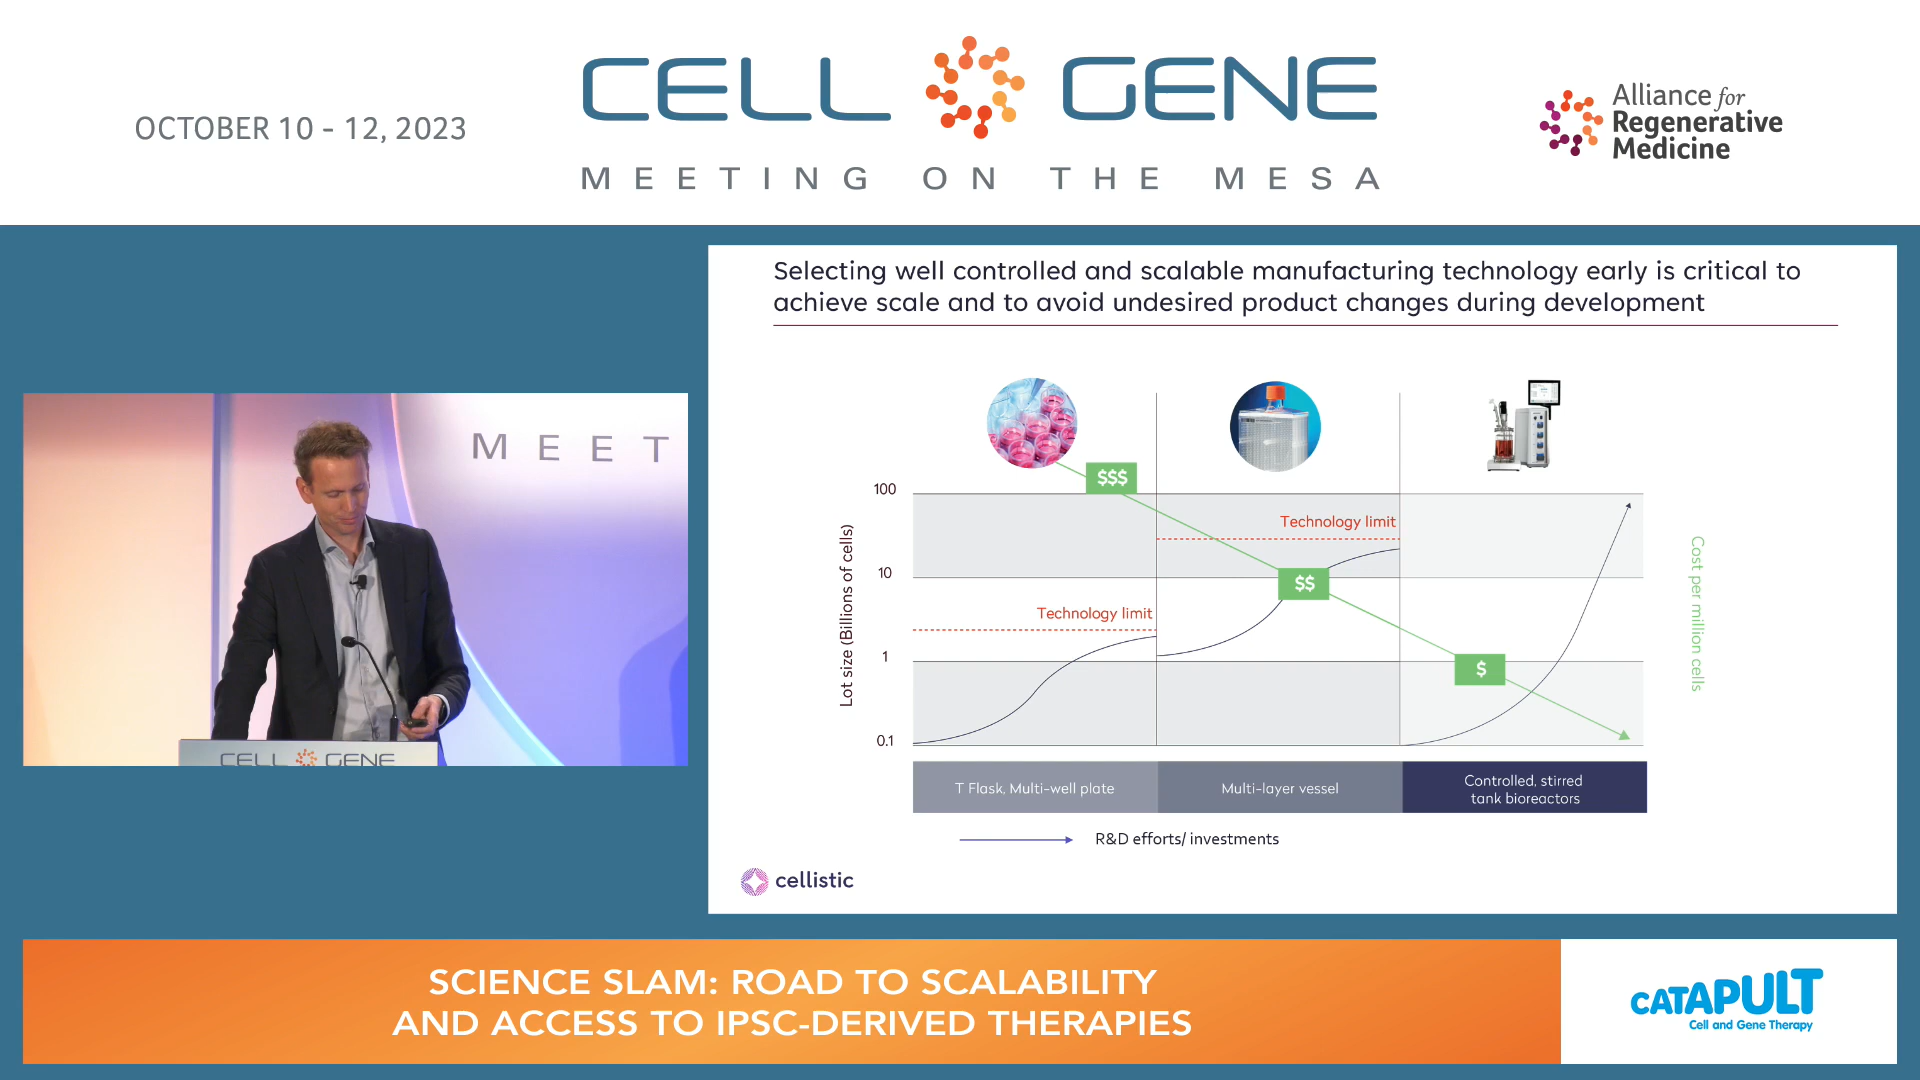 OCTOBER 10 - 12, 2023
CELL GENE
MEETING ON THE MESA
Alliance for
Regenerative
Medicine
MEET
CELL GENE
Selecting well controlled and scalable manufacturing technology early is critical to
achieve scale and to avoid undesired product changes during development
$$$
100
Technology limit
10
$$
Technology limit
1
$
0.1
Lot size (Billions of cells)
Cost per million cells
T Flask, Multi-well plate
Multi-layer vessel
Controlled, stirred
tank bioreactors
R&D efforts/ investments
cellistic
SCIENCE SLAM: ROAD TO SCALABILITY
AND ACCESS TO IPSC-DERIVED THERAPIES
CATAPULT
Cell and Gene Therapy